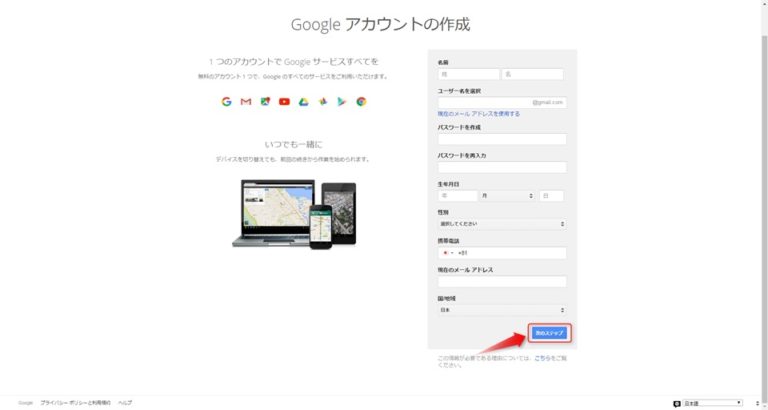 Google アカウントの作成
1 つのアカウントで Google サービスすべてを
無料のアカウント 1 つで、Google のすべてのサービスをご利用いただけます。
いつでも一緒に
デバイスを切り替えても、前回の続きから作業を始められます。
名前
姓 名
ユーザー名を選択
@gmail.com
現在のメール アドレスを使用する
パスワードを作成
パスワードを再入力
生年月日
年 月 日
性別
選択してください
携帯電話
+81
現在のメール アドレス
国/地域
日本
次のステップ
この情報が必要である理由については、こちらをご覧
ください。
Google プライバシー ポリシーと利用規約 ヘルプ
日本語